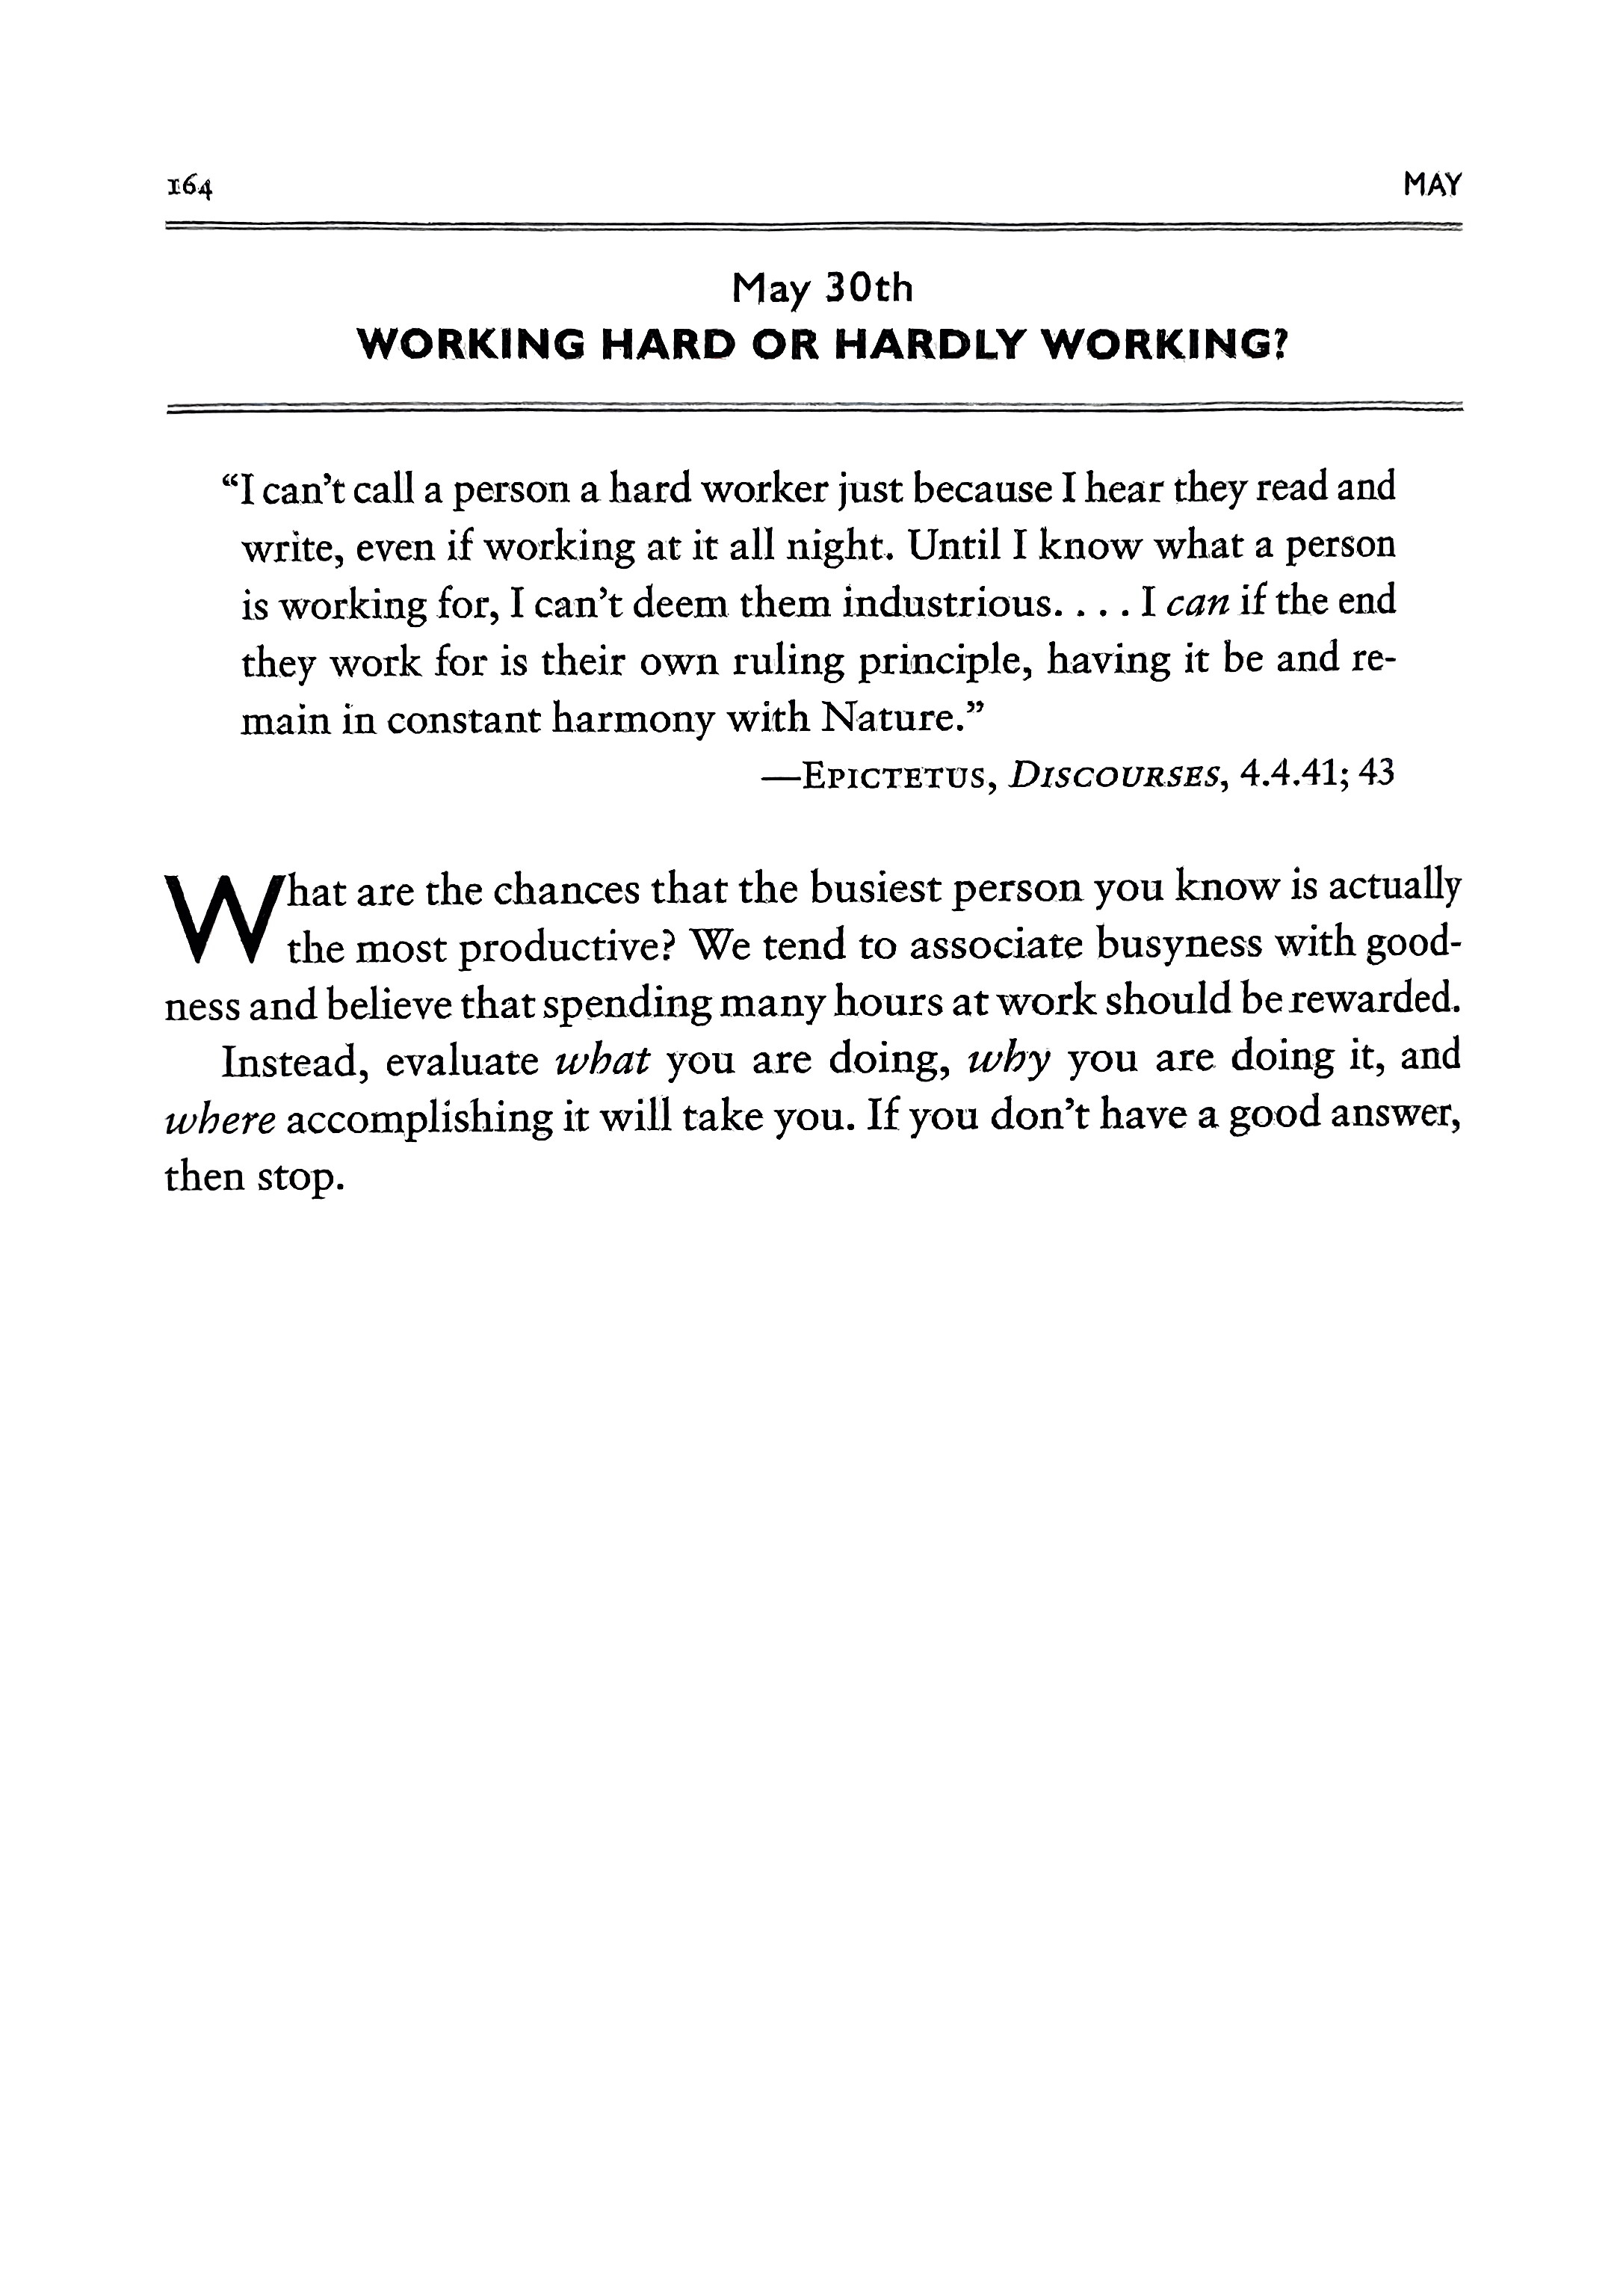 164 MAY
May 30th
WORKING HARD OR HARDLY WORKING?
“I can’t call a person a hard worker just because I hear they read and
write, even if working at it all night. Until I know what a person
is working for, I can’t deem them industrious. . . . I can if the end
they work for is their own ruling principle, having it be and re-
main in constant harmony with Nature.”
—EPICTETUS, DISCOURSES, 4.4.41; 43
What are the chances that the busiest person you know is actually
the most productive? We tend to associate busyness with good-
ness and believe that spending many hours at work should be rewarded.
Instead, evaluate what you are doing, why you are doing it, and
where accomplishing it will take you. If you don’t have a good answer,
then stop.